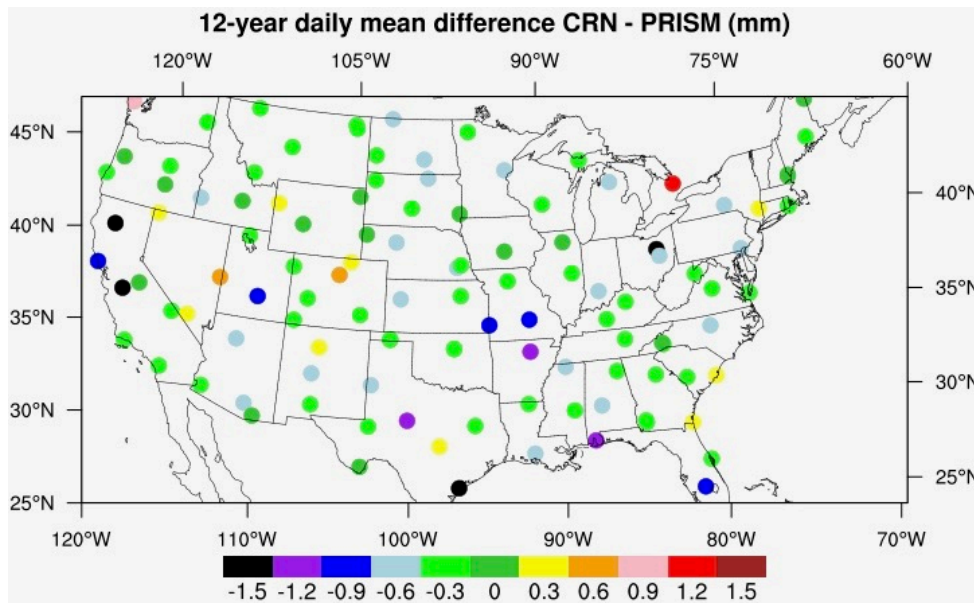 12-year daily mean difference CRN - PRISM (mm)
120°W 105°W 90°W 75°W 60°W
45°N
40°N 40°N
35°N 35°N
30°N 30°N
25°N 25°N
120°W 110°W 100°W 90°W 80°W 70°W
-1.5 -1.2 -0.9 -0.6 -0.3 0 0.3 0.6 0.9 1.2 1.5